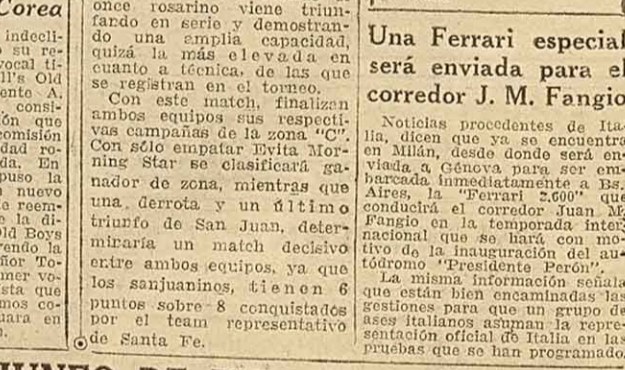 Corea
indecli-
su re-
vocal ti-
ll's Old
ente A.
consi-
ión que
comisión
dad ro-
da. En
puso la
nuevo
e reem-
e la di-
Old Boys
rendo la
ñor To-
mer vo-
sta que
mos co-
uara en
once rosarino viene triun-
fando en serie y demostran-
do una amplia capacidad,
quizá la más elevada en
cuanto a técnica, de las que
se registran en el torneo.
Con este match, finalizan
ambos equipos sus respecti-
vas campañas de la zona "C".
Con sólo empatar Evita Mor-
ning Star se clasificará ga-
nador de zona, mientras que
una derrota y un último
triunfo de San Juan, deter-
minaría un match decisivo
entre ambos equipos, ya que
los sanjuaninos, tienen 6
puntos sobre 8 conquistados
por el team representativo
de Santa Fe.
Una Ferrari especial
será enviada para el
corredor J. M. Fangio
Noticias procedentes de Ita-
lia, dicen que ya se encuentra
en Milán, desde donde será en-
viada a Génova para ser em-
barcada inmediatamente a Bs.
Aires, la "Ferrari 2.600" que
conducirá el corredor Juan M.
Fangio en la temporada inter-
nacional que se hará con mo-
tivo de la inauguración del au-
tódromo "Presidente Perón".
La misma información señala
que están bien encaminadas las
gestiones para que un grupo de
ases italianos asuman la repre-
sentación oficial de Italia en las
pruebas que se han programado.